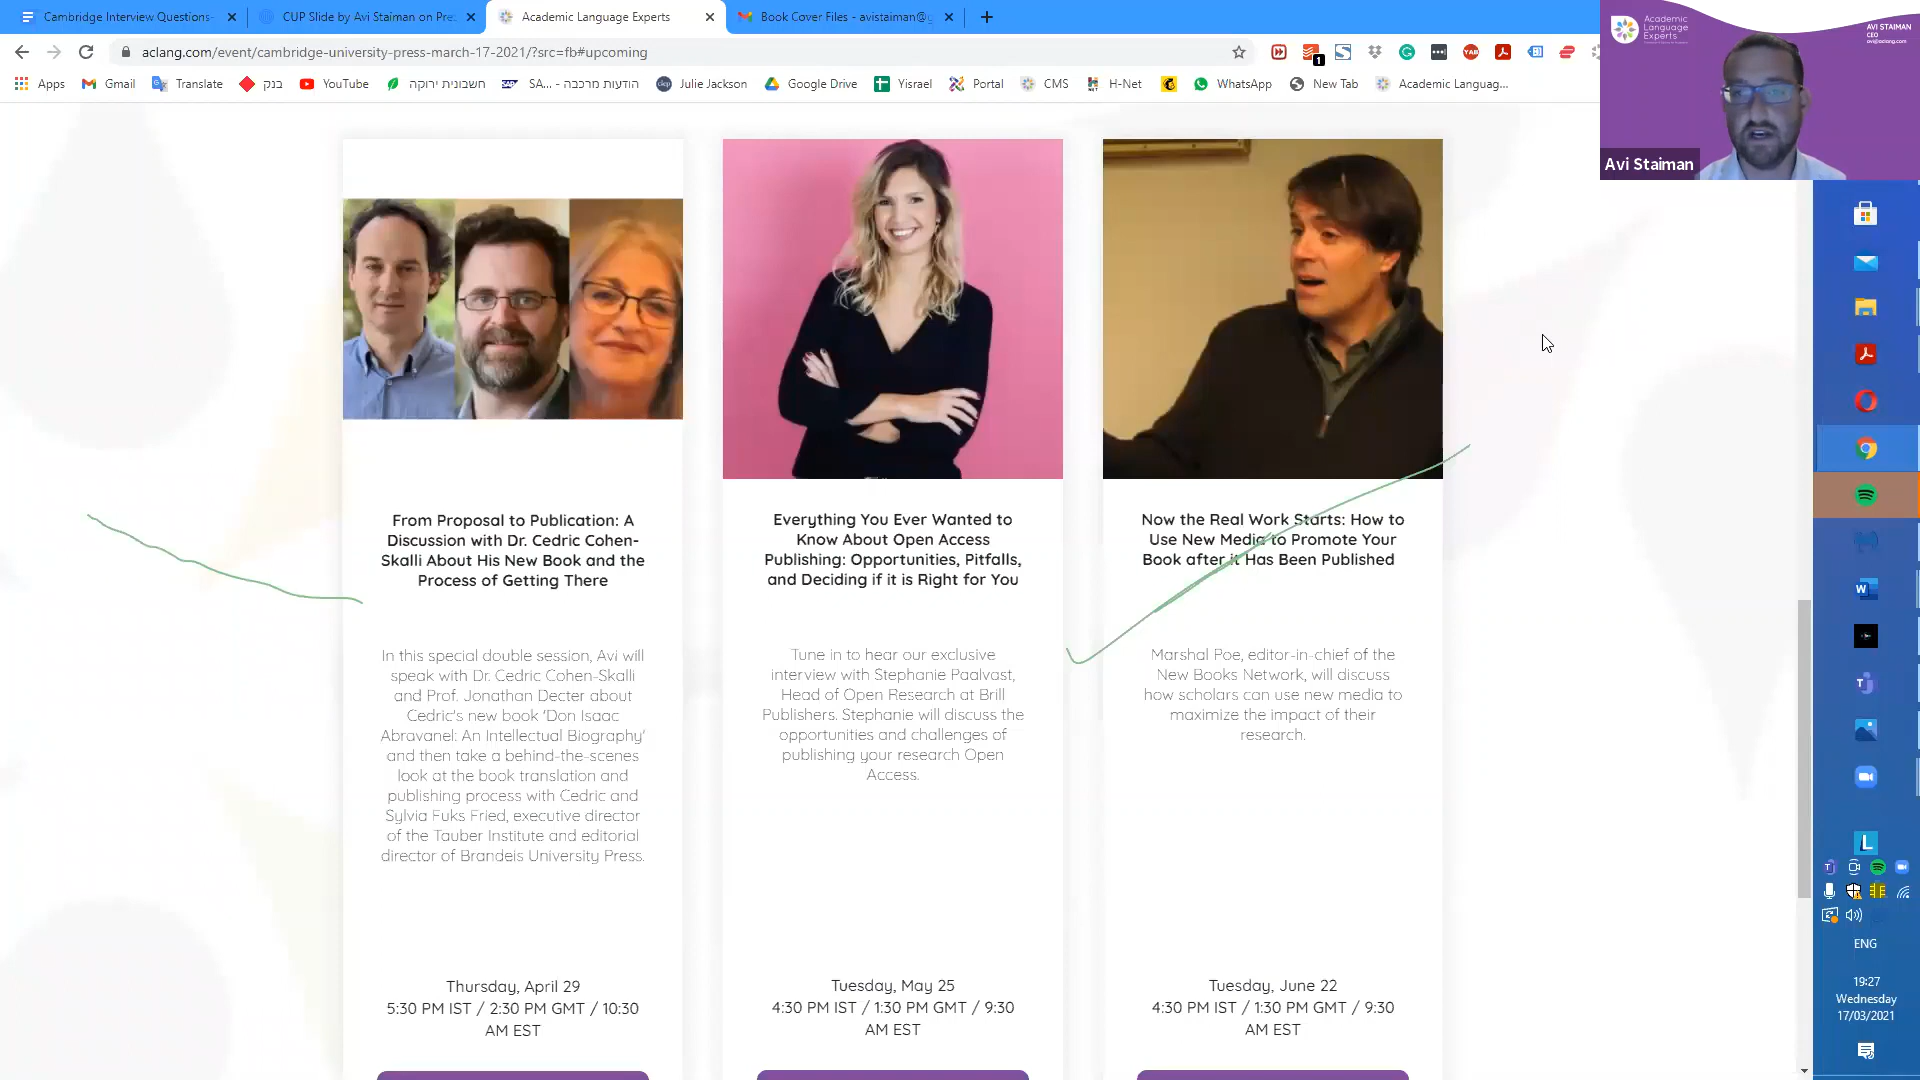 Cambridge Interview Questions-
CUP Slide by Avi Staiman on Pre
Academic Language Experts
Book Cover Files - avistaiman@g
aclang.com/event/cambridge-university-press-march-17-2021/?src=fb#upcoming
Apps
Gmail
Translate
בנק
YouTube
חשבונית ירוקה
SA... - הודעות מרכבה
Julie Jackson
Google Drive
Yisrael
Portal
CMS
H-Net
WhatsApp
New Tab
Academic Languag...
Academic
Language
Experts
AVI STAIMAN
CEO
Avi Staiman
From Proposal to Publication: A
Discussion with Dr. Cedric Cohen-
Skalli About His New Book and the
Process of Getting There
In this special double session, Avi will
speak with Dr. Cedric Cohen-Skalli
and Prof. Jonathan Decter about
Cedric's new book 'Don Isaac
Abravanel: An Intellectual Biography'
and then take a behind-the-scenes
look at the book translation and
publishing process with Cedric and
Sylvia Fuks Fried, executive director
of the Tauber Institute and editorial
director of Brandeis University Press.
Thursday, April 29
5:30 PM IST / 2:30 PM GMT / 10:30
AM EST
Everything You Ever Wanted to
Know About Open Access
Publishing: Opportunities, Pitfalls,
and Deciding if it is Right for You
Tune in to hear our exclusive
interview with Stephanie Paalvast,
Head of Open Research at Brill
Publishers. Stephanie will discuss the
opportunities and challenges of
publishing your research Open
Access.
Tuesday, May 25
4:30 PM IST / 1:30 PM GMT / 9:30
AM EST
Now the Real Work Starts: How to
Use New Media to Promote Your
Book after it Has Been Published
Marshal Poe, editor-in-chief of the
New Books Network, will discuss
how scholars can use new media to
maximize the impact of their
research.
Tuesday, June 22
4:30 PM IST / 1:30 PM GMT / 9:30
AM EST
ENG
19:27
Wednesday
17/03/2021